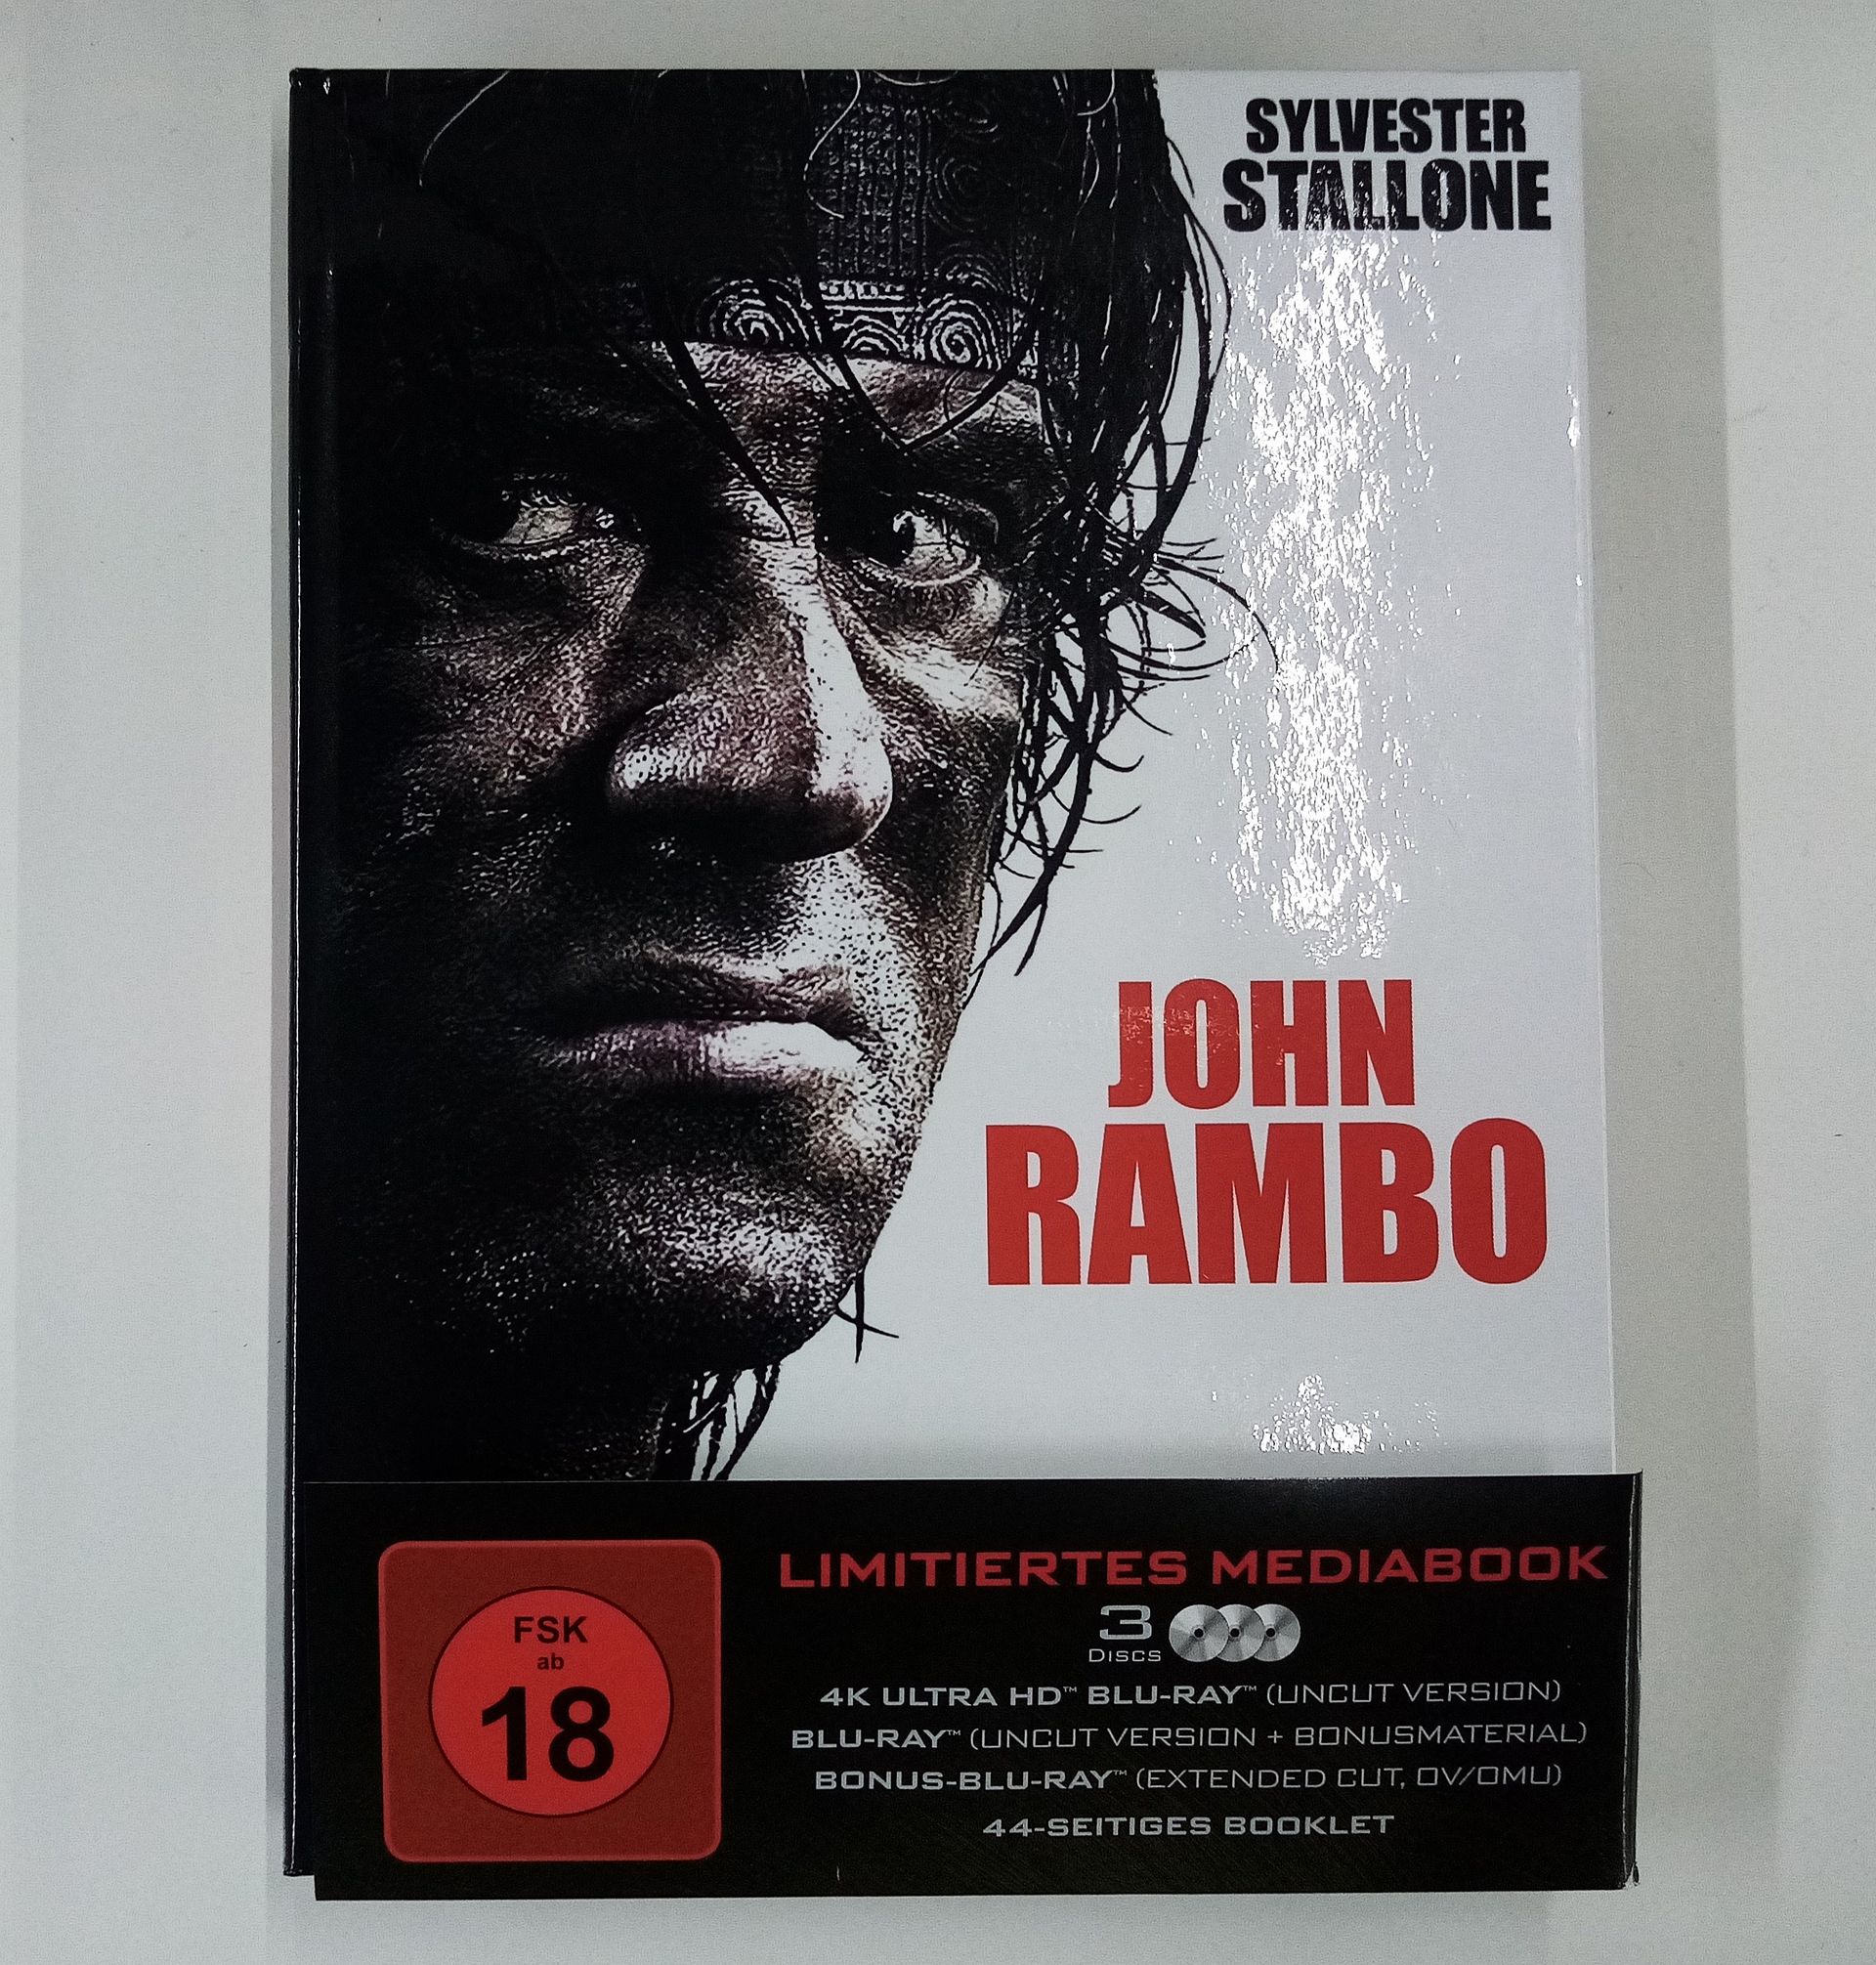 SYLVESTER
STALLONE
JOHN
RAMBO
FSK
ab
18
LIMITIERTES MEDIABOOK
3
DISCS
4K ULTRA HD™ BLU-RAY™ (UNCUT VERSION)
BLU-RAY™ (UNCUT VERSION + BONUSMATERIAL)
BONUS-BLU-RAY™ (EXTENDED CUT, OV/OMU)
44-SEITIGES BOOKLET